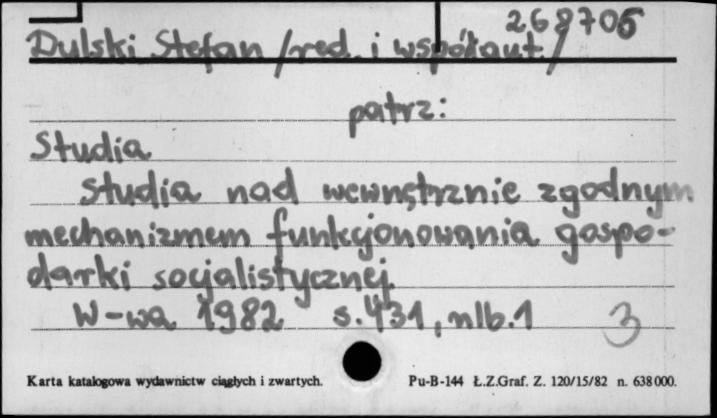 268705
Dulski Stefan /red. i współaut./
patrz:
Studia
Studia nad wewnętrznie zgodnym
mechanizmem funkcjonowania gospo-
darki socjalistycznej.
W-wa 1982 s. 431, nlb. 1
3
Karta katalogowa wydawnictw ciągłych i zwartych. Pu-B-144 Ł.Z.Graf. Z. 120/15/82 n. 638 000.